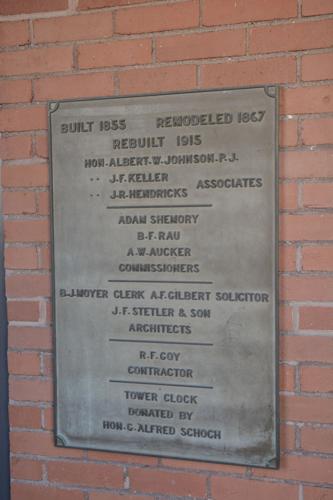 BUILT 1855 REMODELED 1867
REBUILT 1915
HON·ALBERT·W·JOHNSON·P.J.
" J·F·KELLER
" J·R·HENDRICKS ASSOCIATES
ADAM SHEMORY
B·F·RAU
A·W·AUCKER
COMMISSIONERS
B·J·MOYER CLERK A·F·GILBERT SOLICITOR
J.F. STETLER & SON
ARCHITECTS
R.F. GOY
CONTRACTOR
TOWER CLOCK
DONATED BY
HON·G·ALFRED SCHOCH